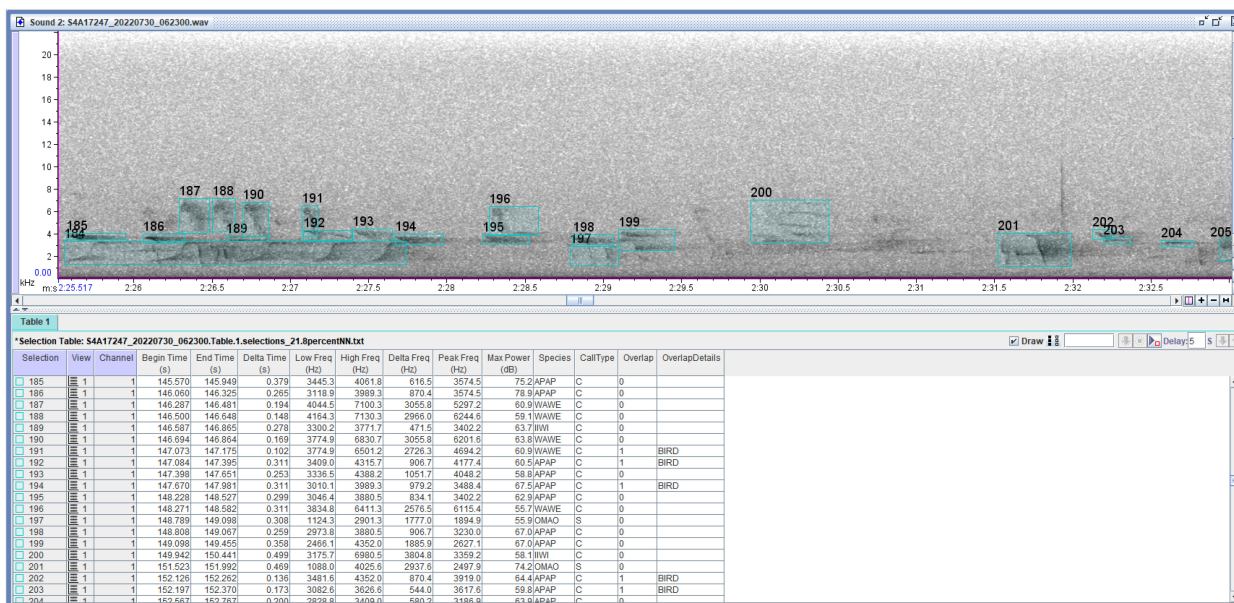 Sound 2: S4A17247_20220730_062300.wav
20
18
16
14
12
10
8
6
4
2
0.00
kHz
187 188 190 191 196 200
185 184 186 189 192 193 194 195 198 197 199 201 202 203 204 205
m:s 2:25.517 2:26 2:26.5 2:27 2:27.5 2:28 2:28.5 2:29 2:29.5 2:30 2:30.5 2:31 2:31.5 2:32 2:32.5
Table 1
*Selection Table: S4A17247_20220730_062300.Table.1.selections_21.8percentNN.txt Draw Delay: 5 S
Selection View Channel Begin Time (s) End Time (s) Delta Time (s) Low Freq (Hz) High Freq (Hz) Delta Freq (Hz) Peak Freq (Hz) Max Power (dB) Species CallType Overlap OverlapDetails
185 1 1 145.570 145.949 0.379 3445.3 4061.8 616.5 3574.5 75.2 APAP C 0
186 1 1 146.060 146.325 0.265 3118.9 3989.3 870.4 3574.5 78.9 APAP C 0
187 1 1 146.287 146.481 0.194 4044.5 7100.3 3055.8 5297.2 60.9 WAWE C 0
188 1 1 146.500 146.648 0.148 4164.3 7130.3 2966.0 6244.6 59.1 WAWE C 0
189 1 1 146.587 146.865 0.278 3300.2 3771.7 471.5 3402.2 63.7 IIWI C 0
190 1 1 146.694 146.864 0.169 3774.9 6830.7 3055.8 6201.6 63.8 WAWE C 0
191 1 1 147.073 147.175 0.102 3774.9 6501.2 2726.3 4694.2 60.9 WAWE C 1 BIRD
192 1 1 147.084 147.395 0.311 3409.0 4315.7 906.7 4177.4 60.5 APAP C 1 BIRD
193 1 1 147.398 147.651 0.253 3336.5 4388.2 1051.7 4048.2 58.8 APAP C 0
194 1 1 147.670 147.981 0.311 3010.1 3989.3 979.2 3488.4 67.5 APAP C 1 BIRD
195 1 1 148.228 148.527 0.299 3046.4 3880.5 834.1 3402.2 62.9 APAP C 0
196 1 1 148.271 148.582 0.311 3834.8 6411.3 2576.5 6115.4 55.7 WAWE C 0
197 1 1 148.789 149.098 0.308 1124.3 2901.3 1777.0 1894.9 55.9 OMAO S 0
198 1 1 148.808 149.067 0.259 2973.8 3880.5 906.7 3230.0 67.0 APAP C 0
199 1 1 149.098 149.455 0.358 2466.1 4352.0 1885.9 2627.1 67.0 APAP C 0
200 1 1 149.942 150.441 0.499 3175.7 6980.5 3804.8 3359.2 58.1 IIWI C 0
201 1 1 151.523 151.992 0.469 1088.0 4025.6 2937.6 2497.9 74.2 OMAO S 0
202 1 1 152.126 152.262 0.136 3481.6 4352.0 870.4 3919.0 64.4 APAP C 1 BIRD
203 1 1 152.197 152.370 0.173 3082.6 3626.6 544.0 3617.6 59.8 APAP C 1 BIRD
204 1 1 152.567 152.767 0.200 2828.8 3409.0 580.2 3186.9 63.9 APAP C 0